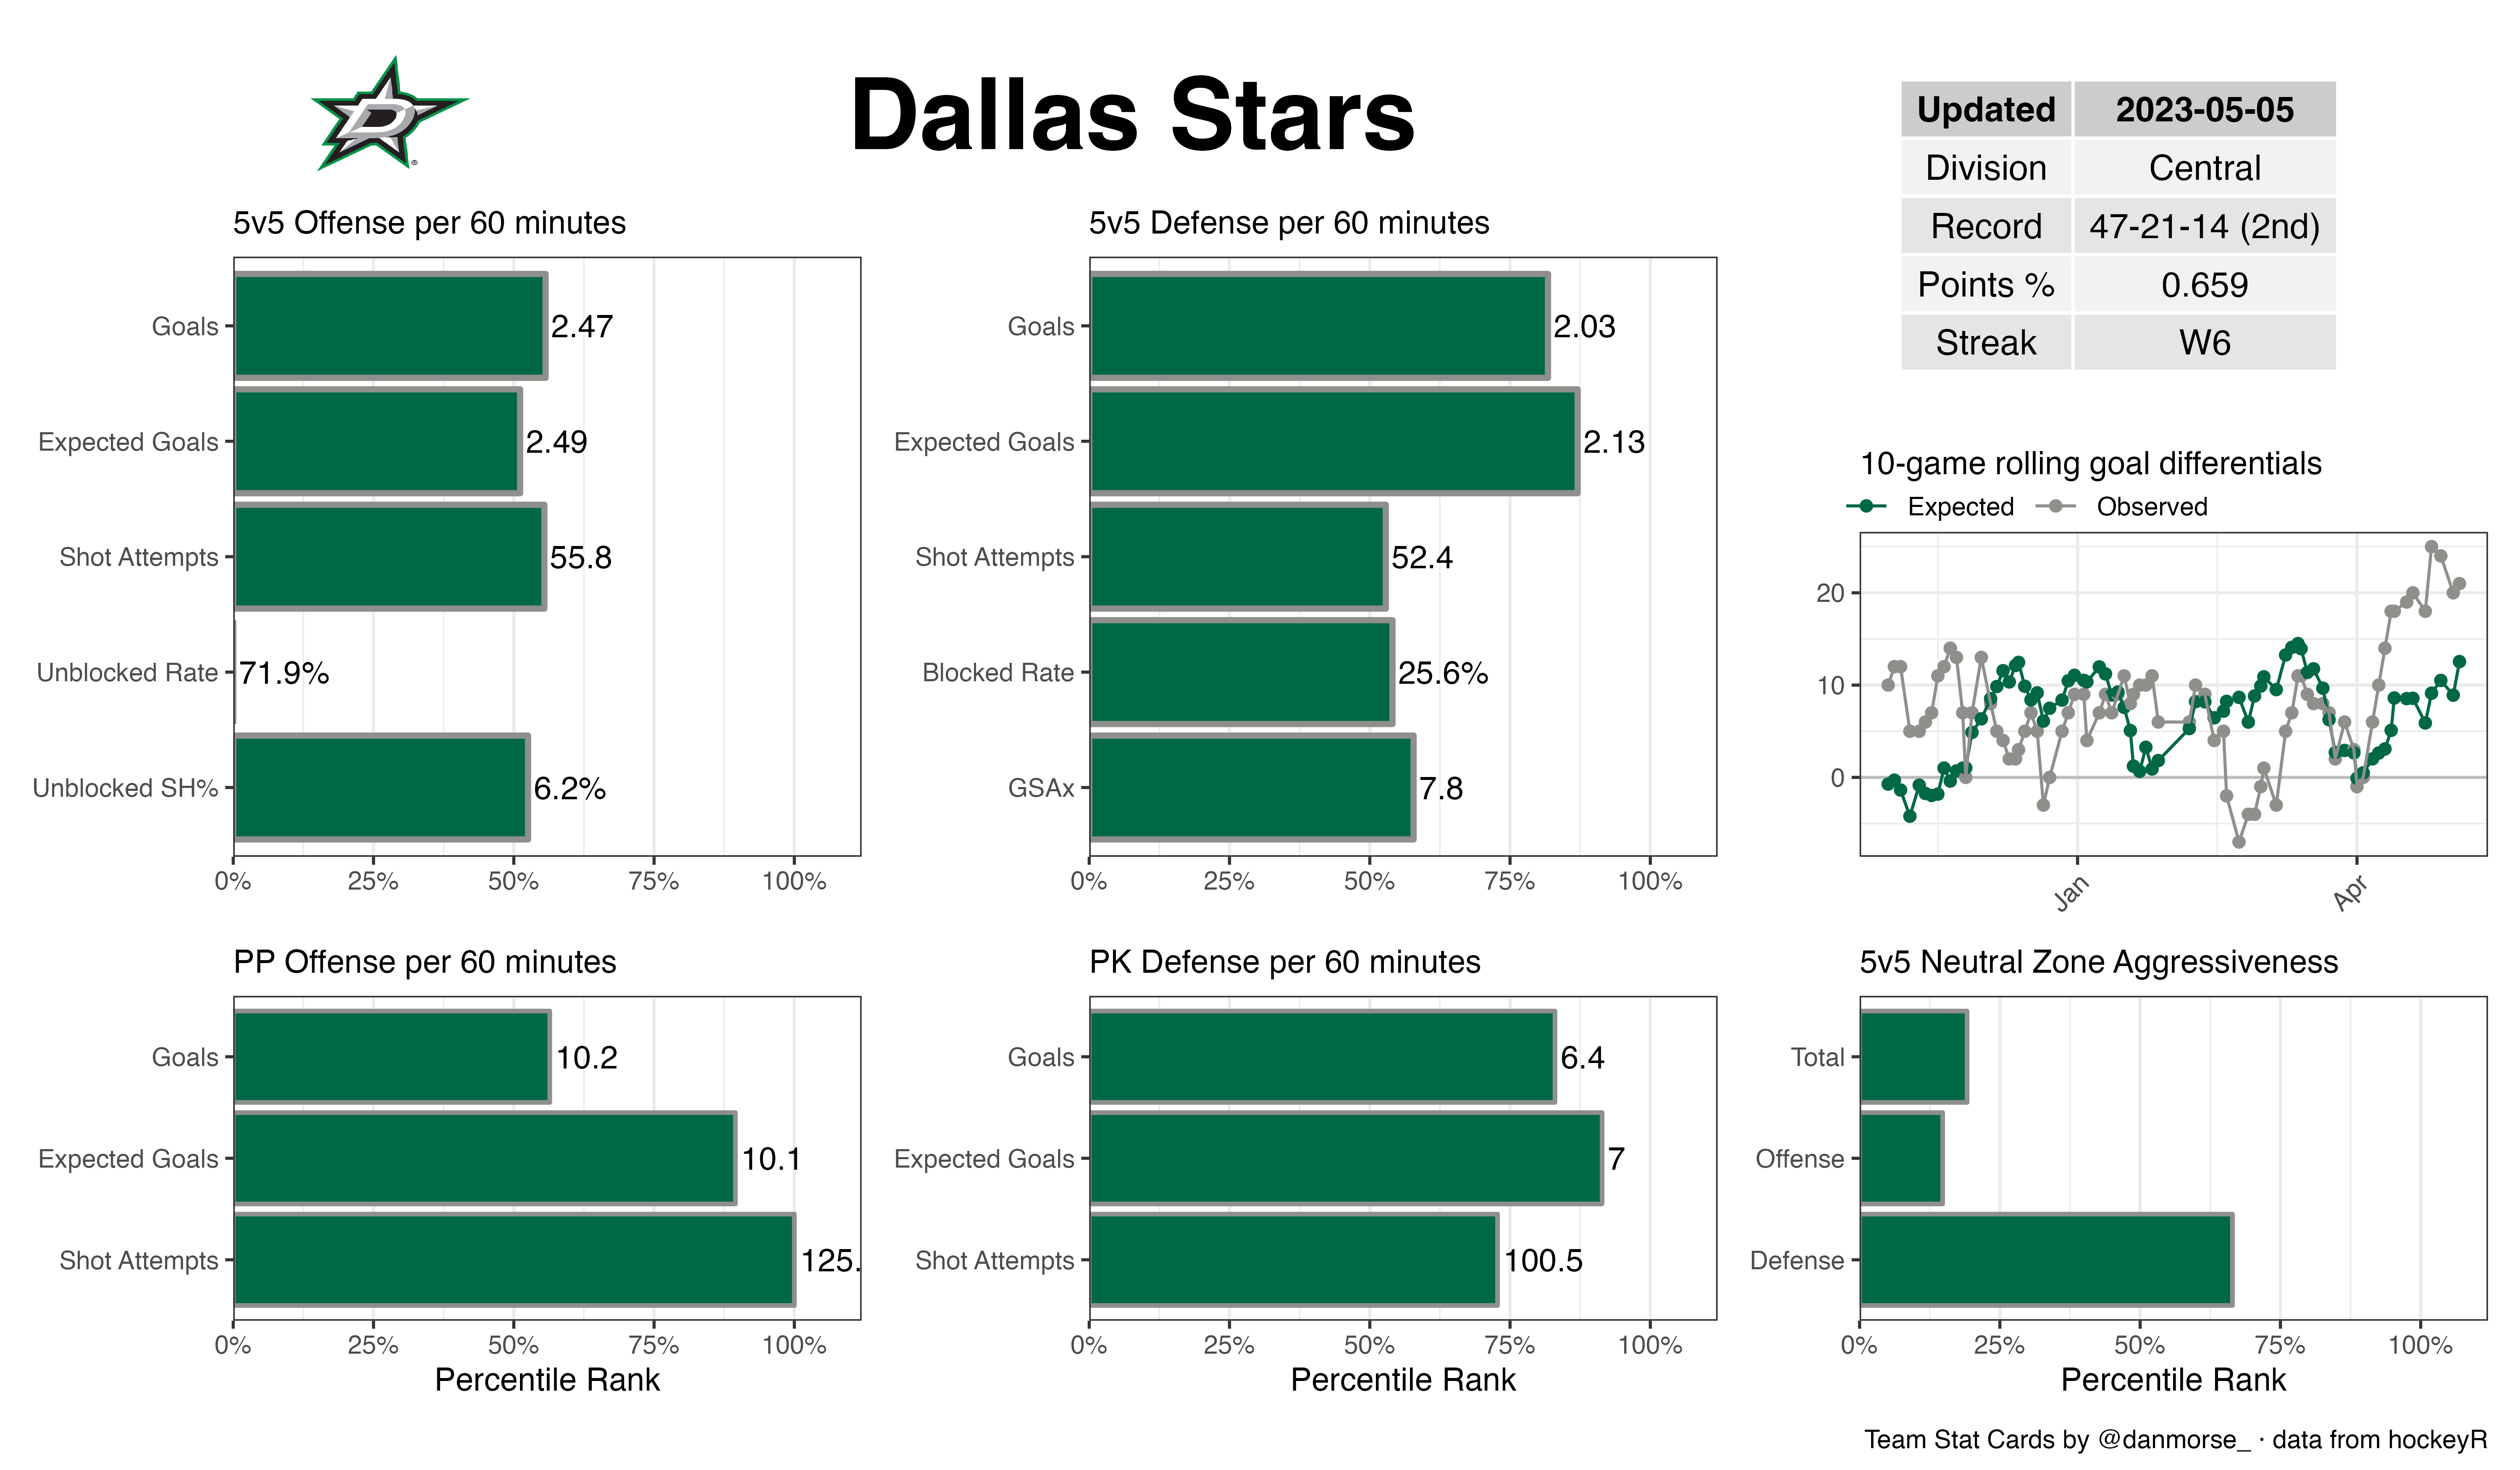 Dallas Stars
Updated 2023-05-05
Division Central
Record 47-21-14 (2nd)
Points % 0.659
Streak W6
5v5 Offense per 60 minutes
Goals 2.47
Expected Goals 2.49
Shot Attempts 55.8
Unblocked Rate 71.9%
Unblocked SH% 6.2%
0% 25% 50% 75% 100%
5v5 Defense per 60 minutes
Goals 2.03
Expected Goals 2.13
Shot Attempts 52.4
Blocked Rate 25.6%
GSAx 7.8
0% 25% 50% 75% 100%
10-game rolling goal differentials
Expected Observed
20
10
0
Jan Apr
PP Offense per 60 minutes
Goals 10.2
Expected Goals 10.1
Shot Attempts 125.
0% 25% 50% 75% 100%
Percentile Rank
PK Defense per 60 minutes
Goals 6.4
Expected Goals 7
Shot Attempts 100.5
0% 25% 50% 75% 100%
Percentile Rank
5v5 Neutral Zone Aggressiveness
Total
Offense
Defense
0% 25% 50% 75% 100%
Percentile Rank
Team Stat Cards by @danmorse_ · data from hockeyR